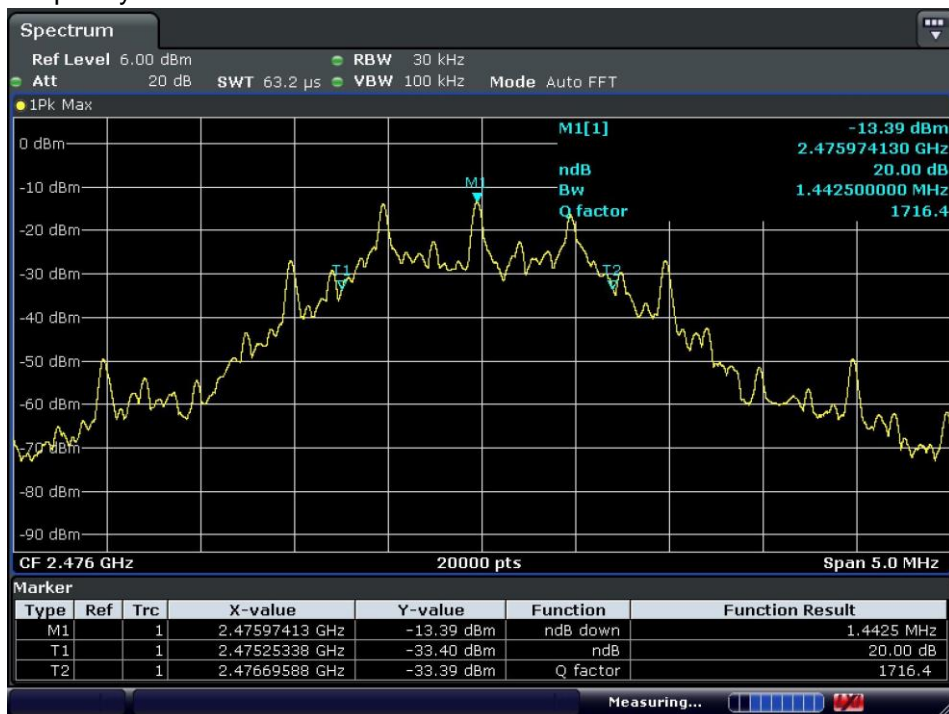 Spectrum
Ref Level 6.00 dBm RBW 30 kHz
Att 20 dB SWT 63.2 µs VBW 100 kHz Mode Auto FFT
1Pk Max
M1[1] -13.39 dBm
2.475974130 GHz
ndB 20.00 dB
Bw 1.442500000 MHz
Q factor 1716.4
0 dBm
-10 dBm
M1
-20 dBm
-30 dBm
T1 T2
-40 dBm
-50 dBm
-60 dBm
-70 dBm
-80 dBm
-90 dBm
CF 2.476 GHz 20000 pts Span 5.0 MHz
Marker
Type Ref Trc X-value Y-value Function Function Result
M1 1 2.47597413 GHz -13.39 dBm ndB down 1.4425 MHz
T1 1 2.47525338 GHz -33.40 dBm ndB 20.00 dB
T2 1 2.47669588 GHz -33.39 dBm Q factor 1716.4
Measuring...